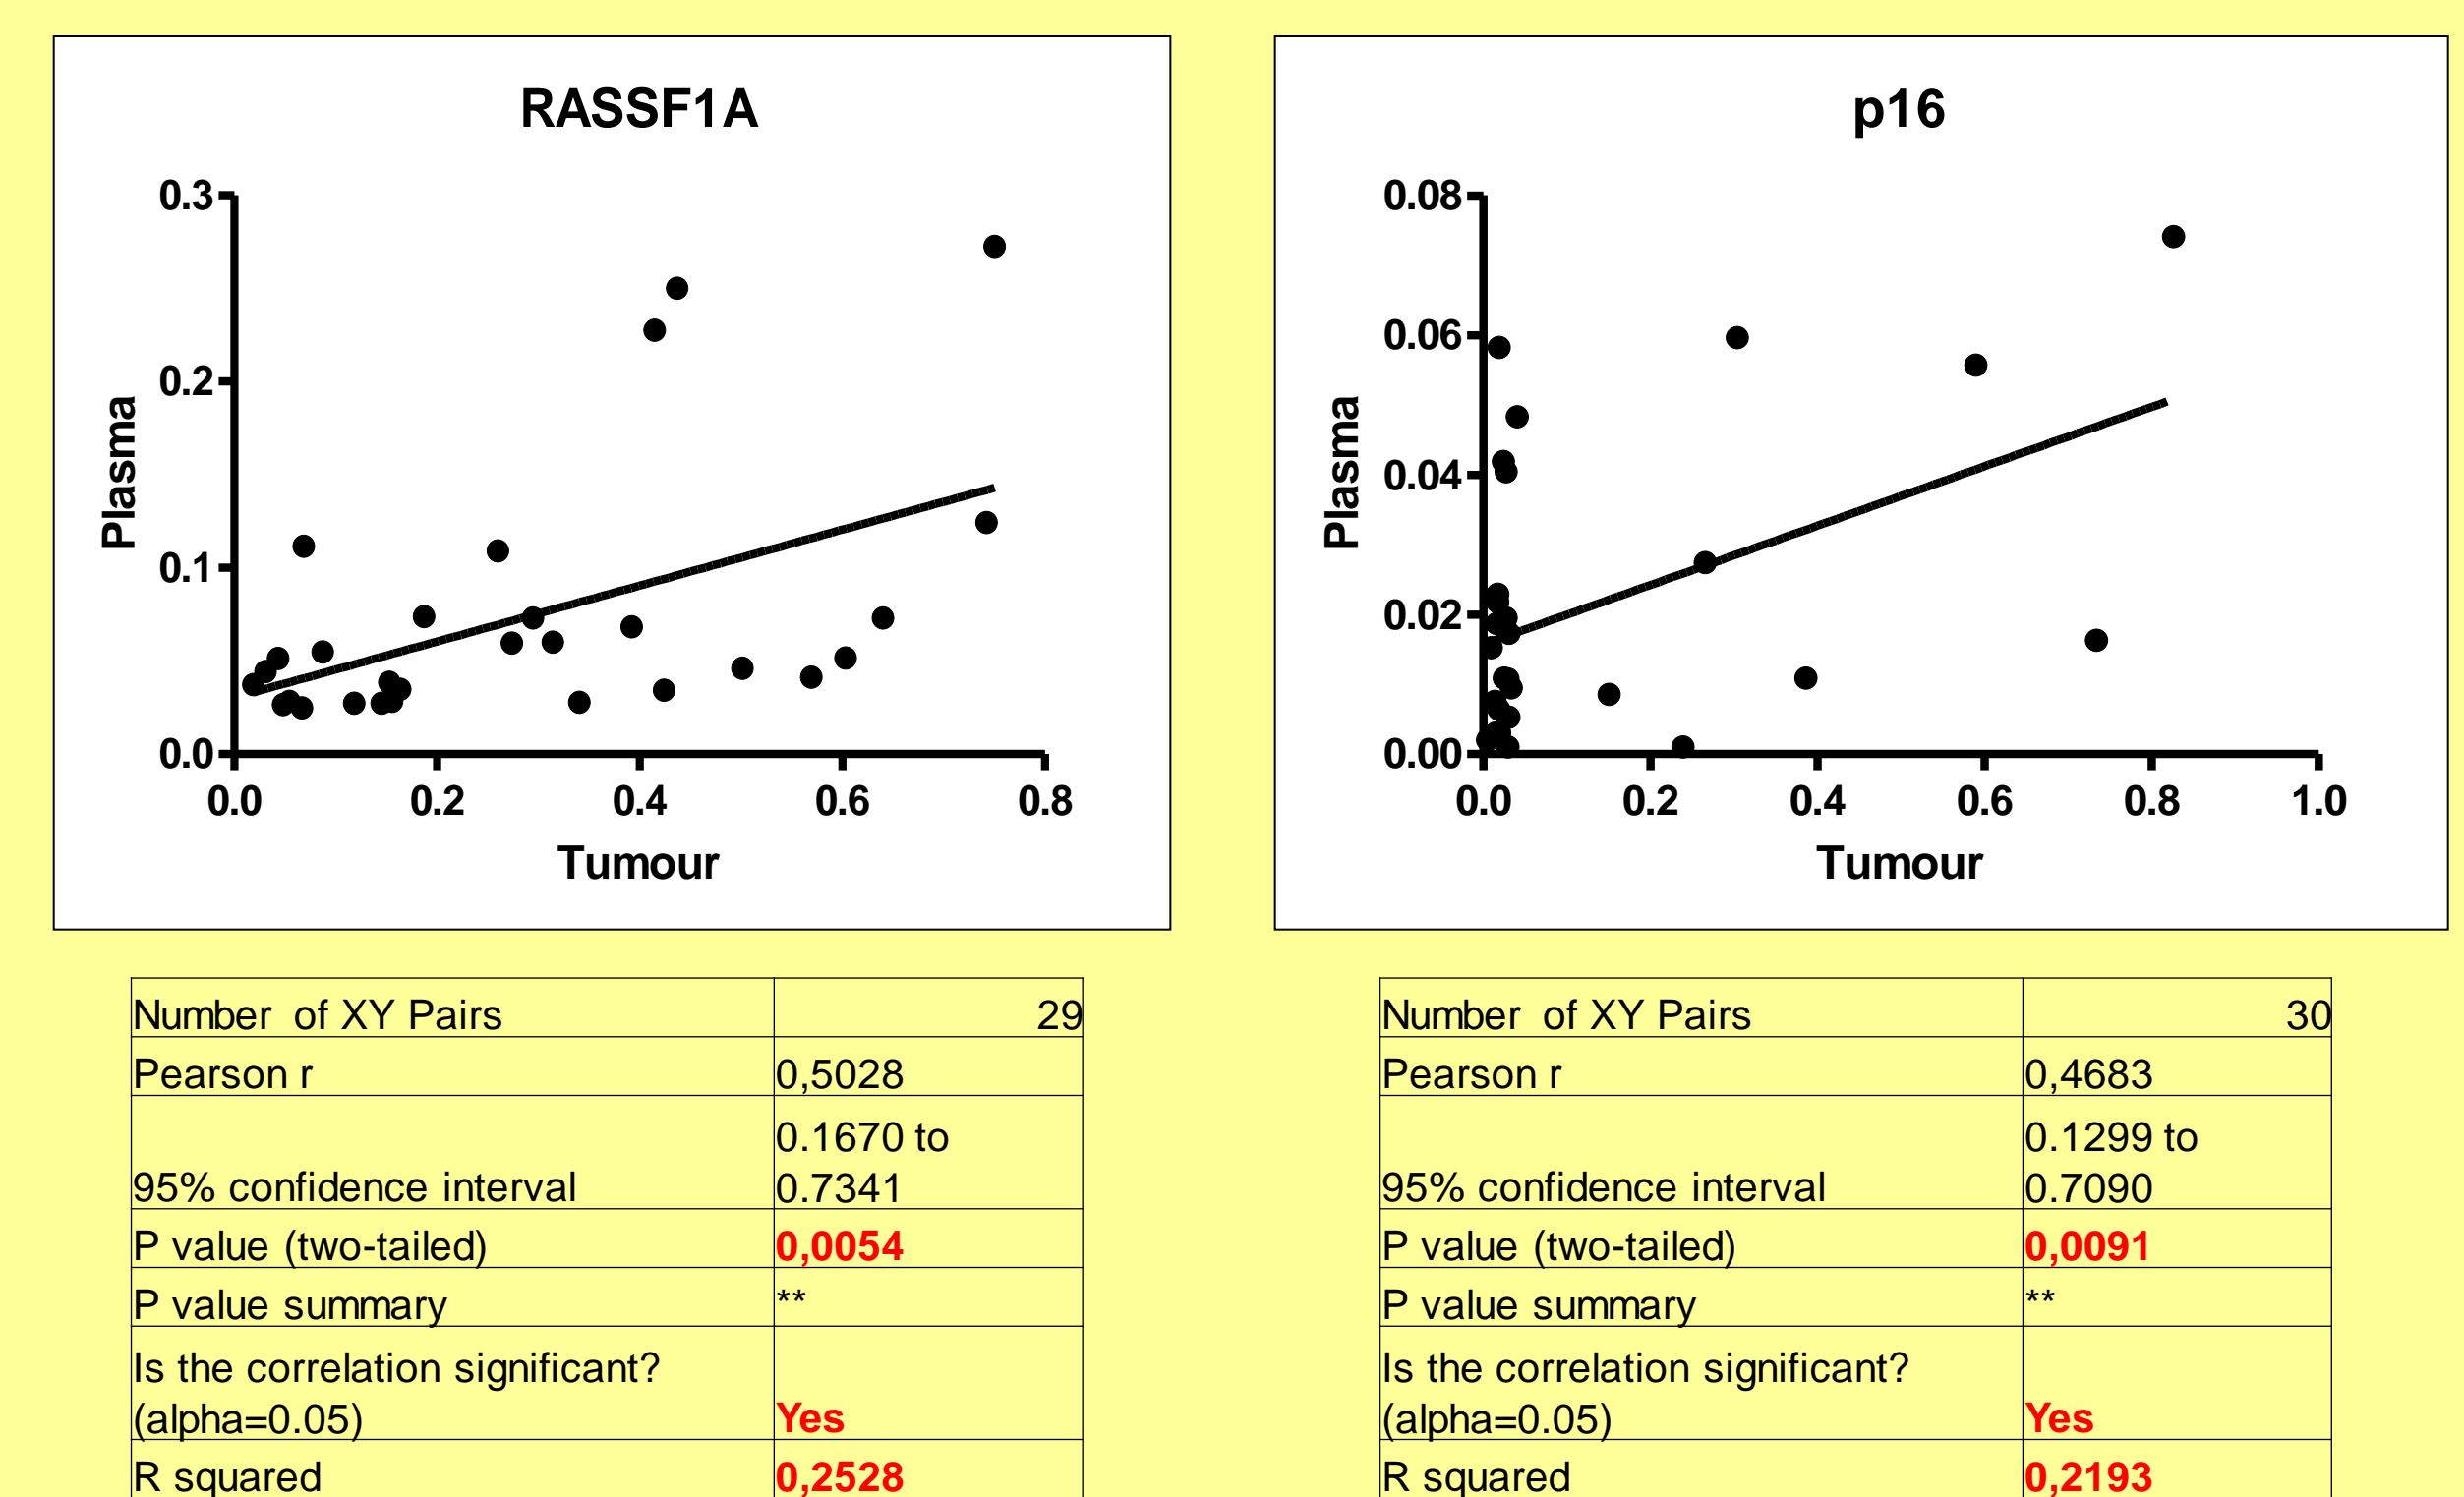 RASSF1A
0.3
0.2
0.1
0.0
Plasma
0.0 0.2 0.4 0.6 0.8
Tumour
p16
0.08
0.06
0.04
0.02
0.00
Plasma
0.0 0.2 0.4 0.6 0.8 1.0
Tumour
Number of XY Pairs 29
Pearson r 0,5028
0.1670 to
95% confidence interval 0.7341
P value (two-tailed) 0,0054
P value summary **
Is the correlation significant?
(alpha=0.05) Yes
R squared 0,2528
Number of XY Pairs 30
Pearson r 0,4683
0.1299 to
95% confidence interval 0.7090
P value (two-tailed) 0,0091
P value summary **
Is the correlation significant?
(alpha=0.05) Yes
R squared 0,2193